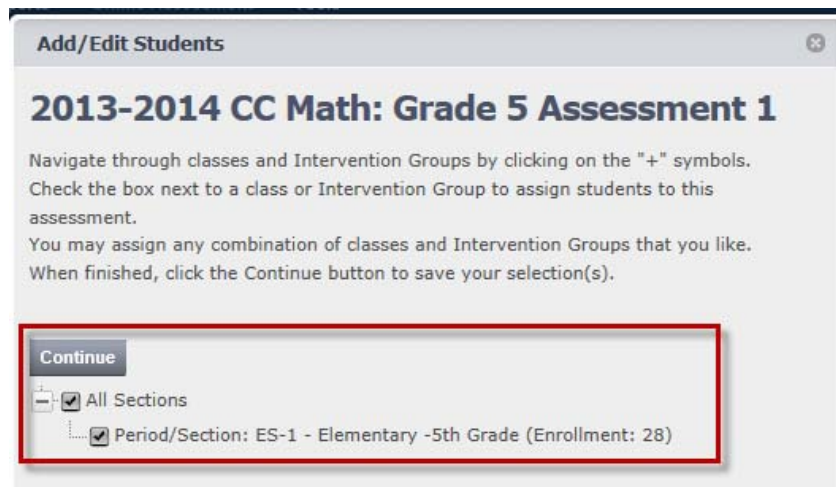 Add/Edit Students
2013-2014 CC Math: Grade 5 Assessment 1
Navigate through classes and Intervention Groups by clicking on the "+" symbols.
Check the box next to a class or Intervention Group to assign students to this
assessment.
You may assign any combination of classes and Intervention Groups that you like.
When finished, click the Continue button to save your selection(s).
Continue
All Sections
Period/Section: ES-1 - Elementary -5th Grade (Enrollment: 28)